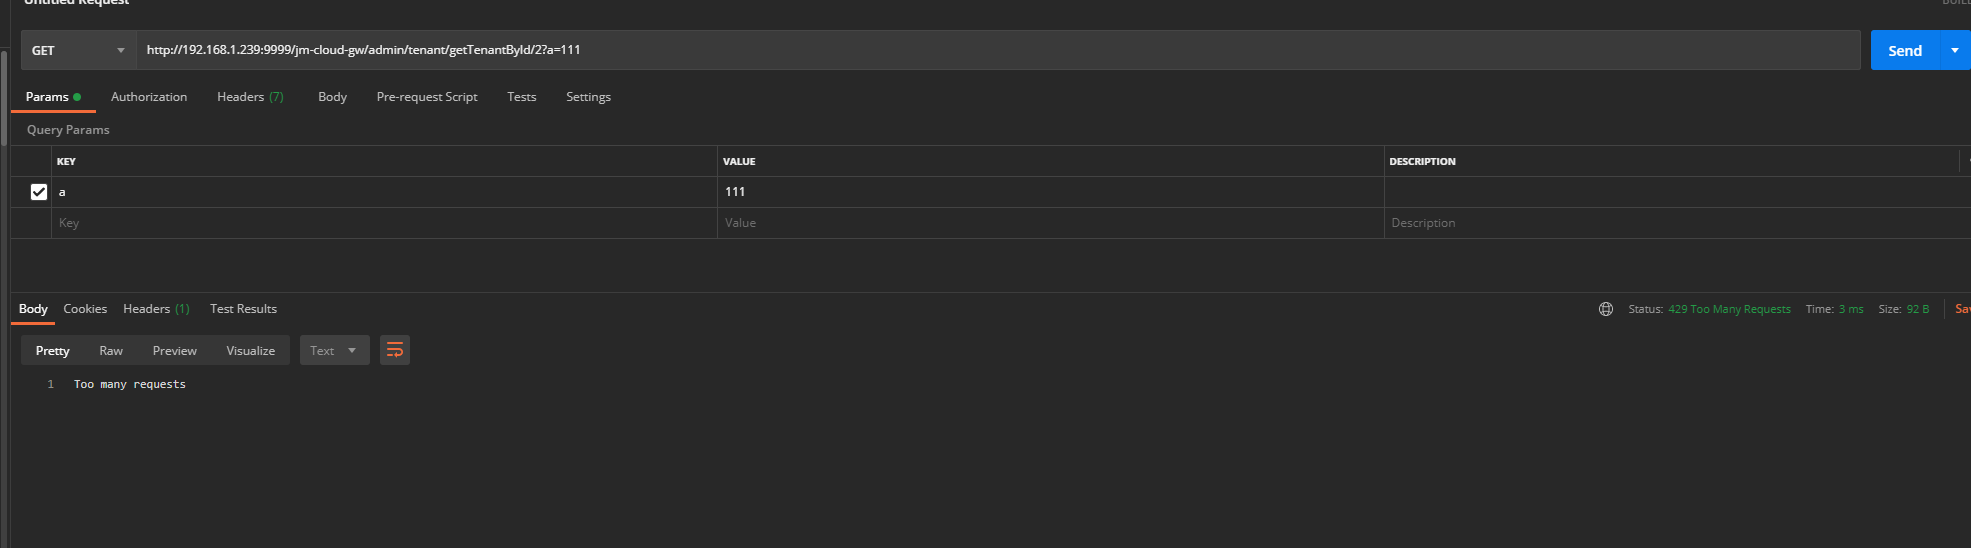 Untitled Request
GET http://192.168.1.239:9999/jm-cloud-gw/admin/tenant/getTenantById/2?a=111 Send
Params Authorization Headers (7) Body Pre-request Script Tests Settings
Query Params
KEY VALUE DESCRIPTION
a 111
Key Value Description
Body Cookies Headers (1) Test Results Status: 429 Too Many Requests Time: 3 ms Size: 92 B
Pretty Raw Preview Visualize Text
1 Too many requests